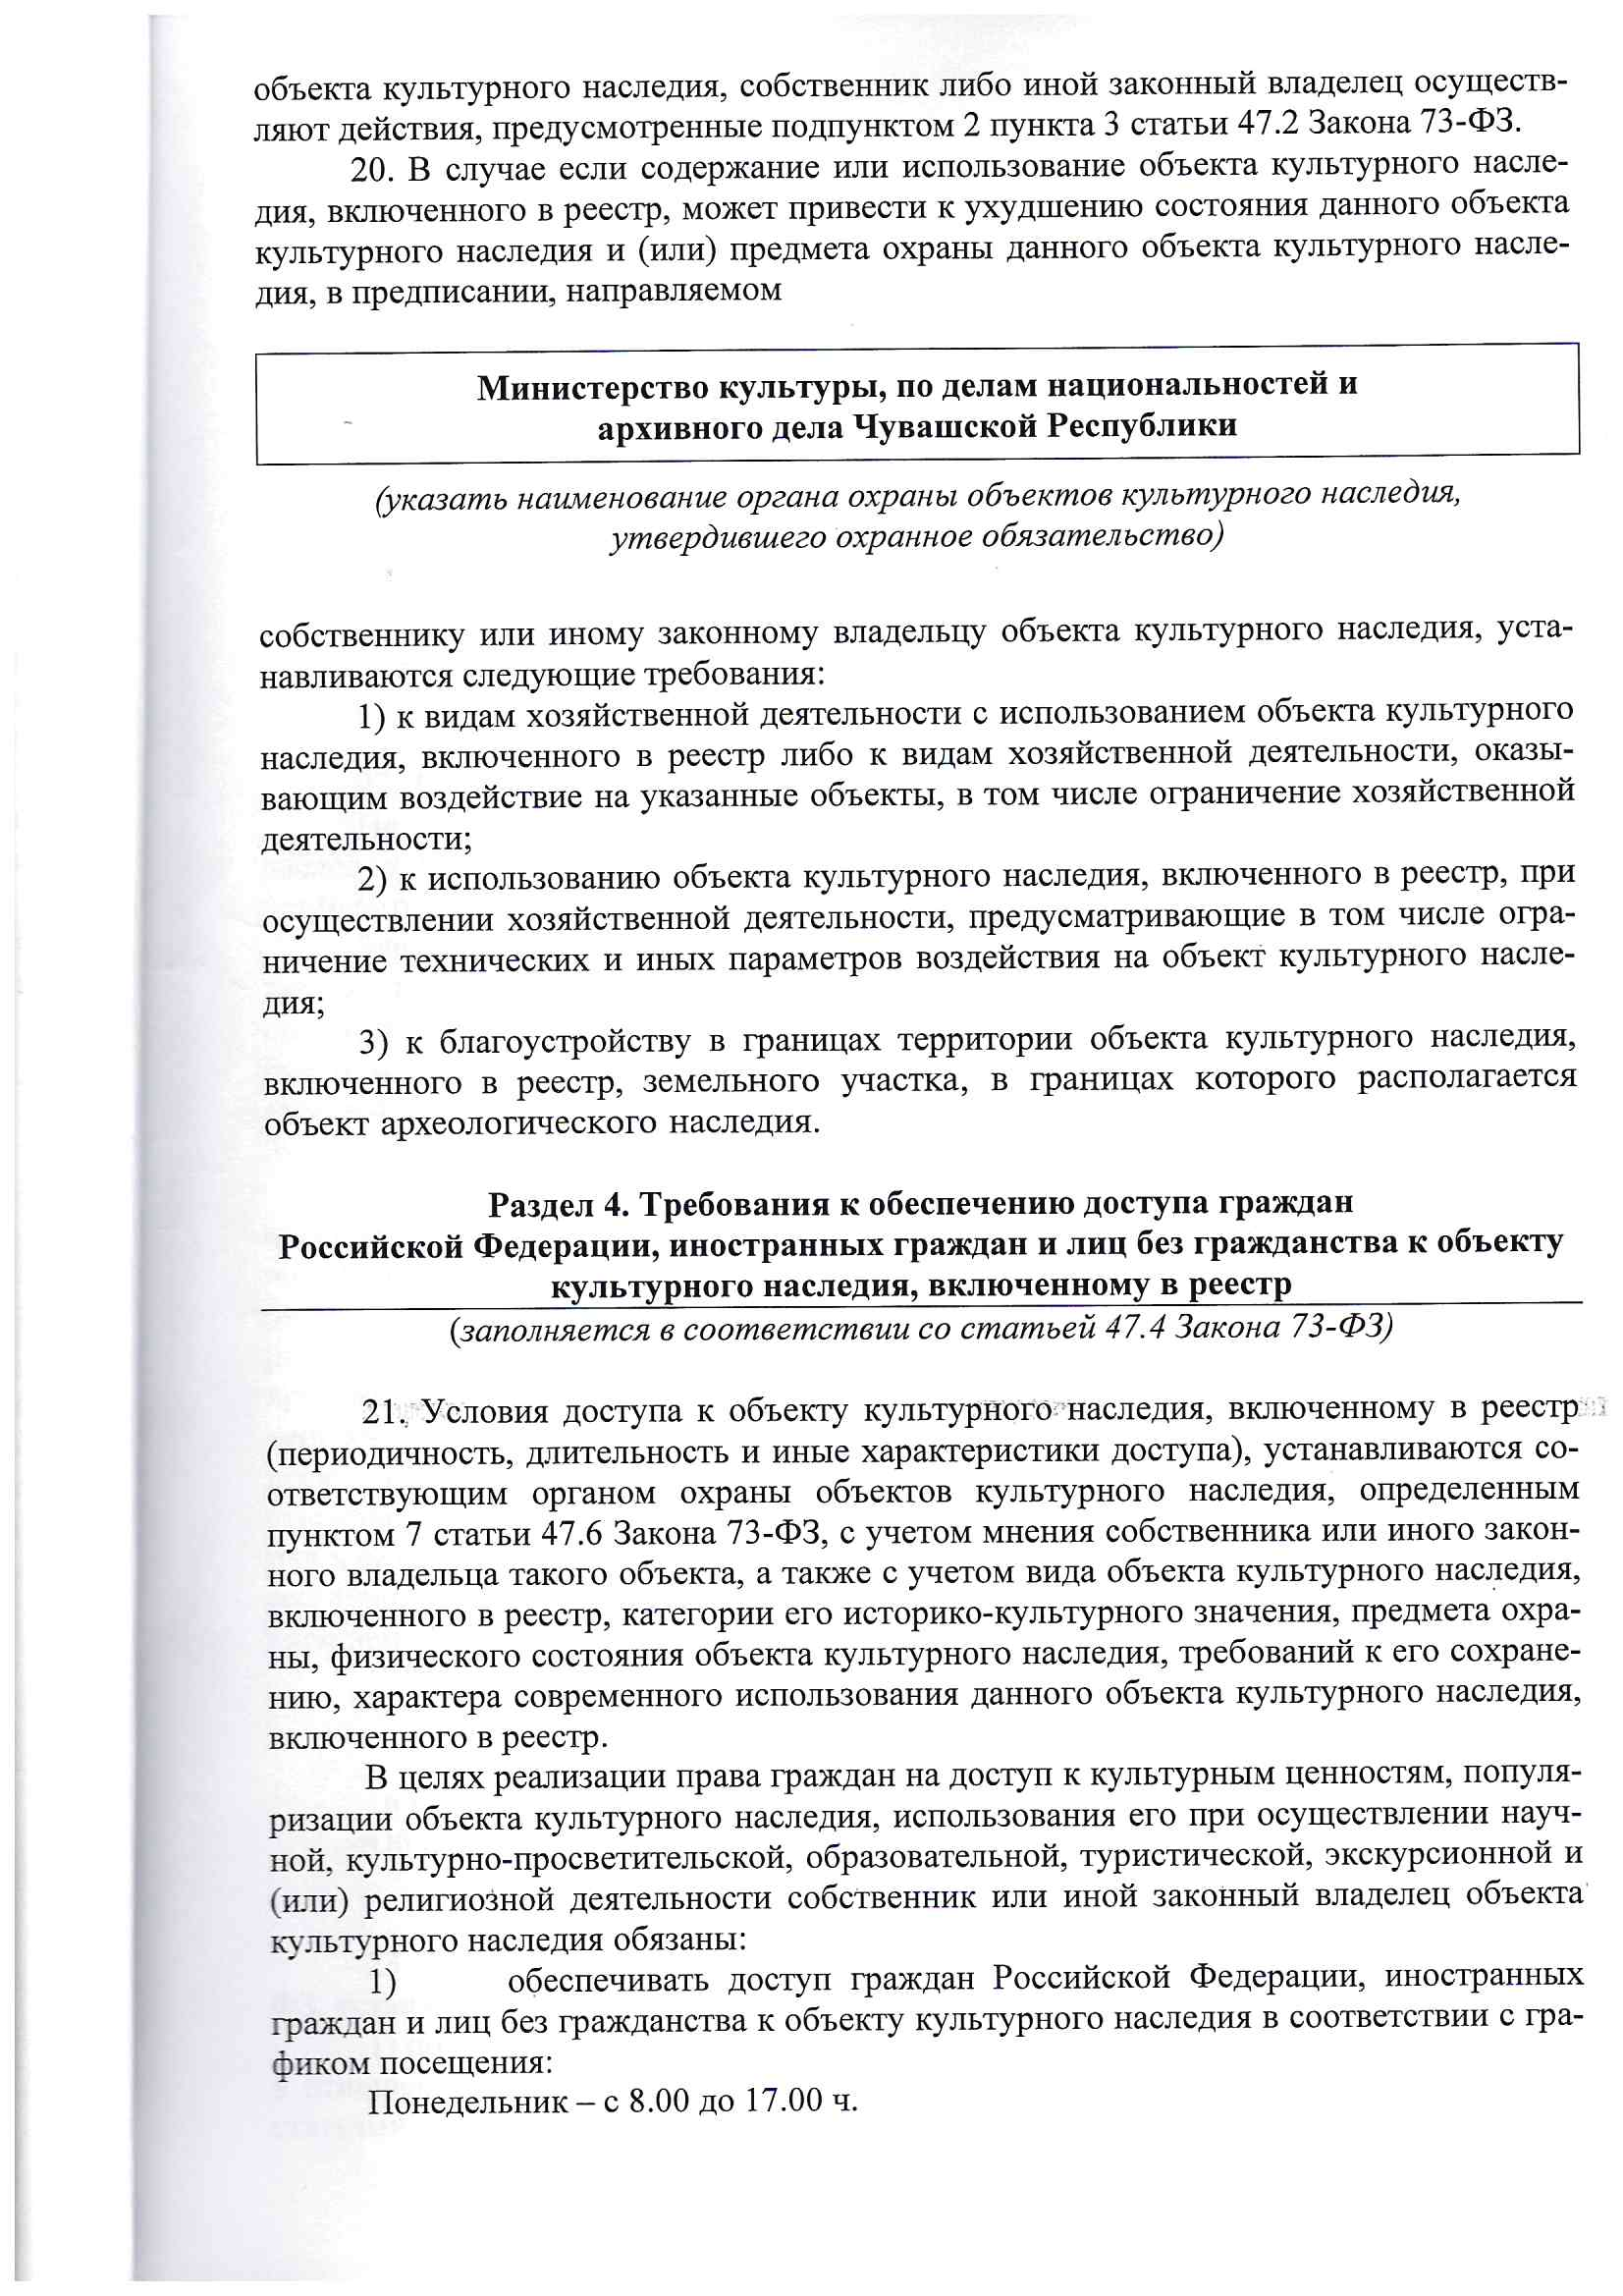 объекта культурного наследия, собственник либо иной законный владелец осуществ-
ляют действия, предусмотренные подпунктом 2 пункта 3 статьи 47.2 Закона 73-ФЗ.
20. В случае если содержание или использование объекта культурного насле-
дия, включенного в реестр, может привести к ухудшению состояния данного объекта
культурного наследия и (или) предмета охраны данного объекта культурного насле-
дия, в предписании, направляемом
Министерство культуры, по делам национальностей и
архивного дела Чувашской Республики
(указать наименование органа охраны объектов культурного наследия,
утвердившего охранное обязательство)
собственнику или иному законному владельцу объекта культурного наследия, уста-
навливаются следующие требования:
1) к видам хозяйственной деятельности с использованием объекта культурного
наследия, включенного в реестр либо к видам хозяйственной деятельности, оказы-
вающим воздействие на указанные объекты, в том числе ограничение хозяйственной
деятельности;
2) к использованию объекта культурного наследия, включенного в реестр, при
осуществлении хозяйственной деятельности, предусматривающие в том числе огра-
ничение технических и иных параметров воздействия на объект культурного насле-
дия;
3) к благоустройству в границах территории объекта культурного наследия,
включенного в реестр, земельного участка, в границах которого располагается
объект археологического наследия.
Раздел 4. Требования к обеспечению доступа граждан
Российской Федерации, иностранных граждан и лиц без гражданства к объекту
культурного наследия, включенному в реестр
(заполняется в соответствии со статьей 47.4 Закона 73-ФЗ)
21. Условия доступа к объекту культурного наследия, включенному в реестр
(периодичность, длительность и иные характеристики доступа), устанавливаются со-
ответствующим органом охраны объектов культурного наследия, определенным
пунктом 7 статьи 47.6 Закона 73-ФЗ, с учетом мнения собственника или иного закон-
ного владельца такого объекта, а также с учетом вида объекта культурного наследия,
включенного в реестр, категории его историко-культурного значения, предмета охра-
ны, физического состояния объекта культурного наследия, требований к его сохране-
нию, характера современного использования данного объекта культурного наследия,
включенного в реестр.
В целях реализации права граждан на доступ к культурным ценностям, популя-
ризации объекта культурного наследия, использования его при осуществлении науч-
ной, культурно-просветительской, образовательной, туристической, экскурсионной и
(или) религиозной деятельности собственник или иной законный владелец объекта
культурного наследия обязаны:
1) обеспечивать доступ граждан Российской Федерации, иностранных
граждан и лиц без гражданства к объекту культурного наследия в соответствии с гра-
фиком посещения:
Понедельник – с 8.00 до 17.00 ч.